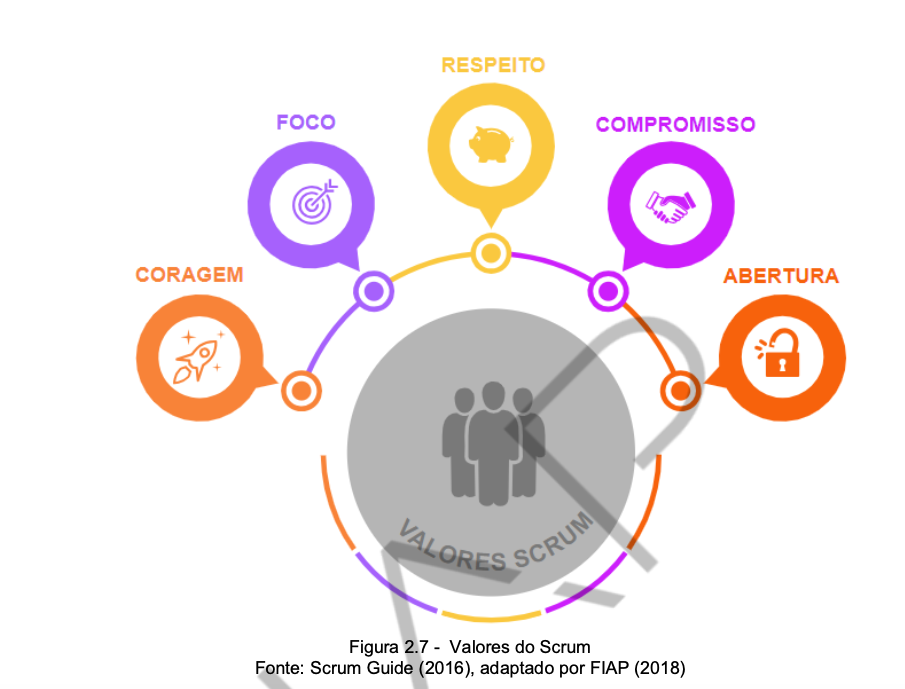 RESPEITO
FOCO
COMPROMISSO
CORAGEM
ABERTURA
VALORES SCRUM
Figura 2.7 - Valores do Scrum
Fonte: Scrum Guide (2016), adaptado por FIAP (2018)